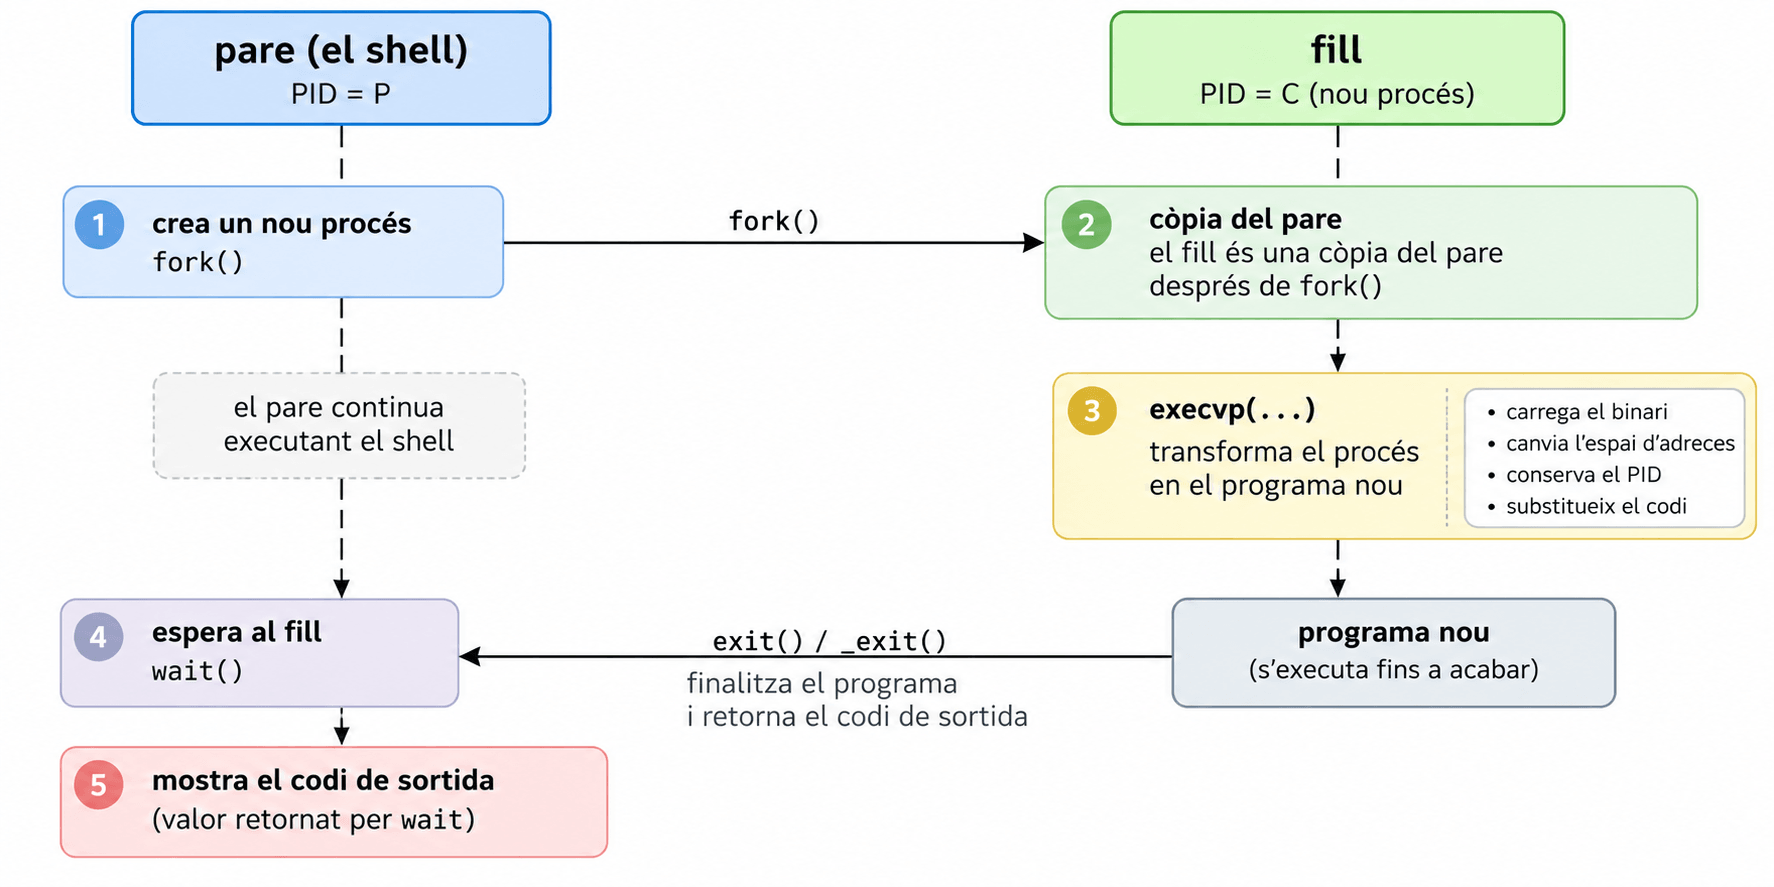 pare (el shell)
PID = P
fill
PID = C (nou procés)
1
crea un nou procés
fork()
fork()
2
còpia del pare
el fill és una còpia del pare
després de fork()
el pare continua
executant el shell
3
execvp(...)
transforma el procés
en el programa nou
• carrega el binari
• canvia l'espai d'adreces
• conserva el PID
• substitueix el codi
4
espera al fill
wait()
exit() / _exit()
finalitza el programa
i retorna el codi de sortida
programa nou
(s'executa fins a acabar)
5
mostra el codi de sortida
(valor retornat per wait)